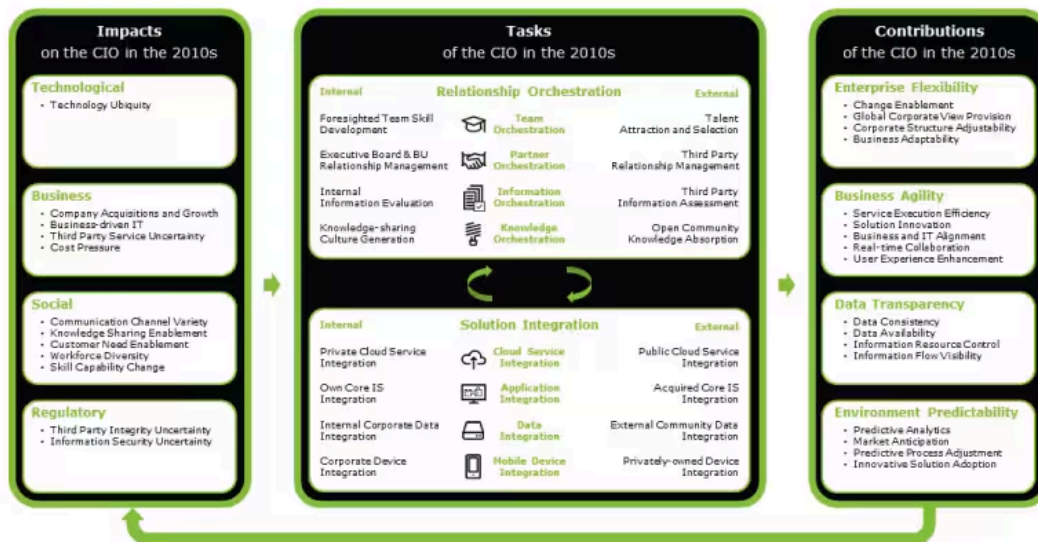 Impacts
on the CIO in the 2010s
Technological
• Technology Ubiquity
Business
• Company Acquisitions and Growth
• Business-driven IT
• Third Party Service Uncertainty
• Cost Pressure
Social
• Communication Channel Variety
• Knowledge Sharing Enablement
• Customer Need Enablement
• Workforce Diversity
• Skill Capability Change
Regulatory
• Third Party Integrity Uncertainty
• Information Security Uncertainty
Tasks
of the CIO in the 2010s
Internal Relationship Orchestration External
Foresighted Team Skill
Development
Team
Orchestration
Talent
Attraction and Selection
Executive Board & BU
Relationship Management
Partner
Orchestration
Third Party
Relationship Management
Internal
Information Evaluation
Information
Orchestration
Third Party
Information Assessment
Knowledge-sharing
Culture Generation
Knowledge
Orchestration
Open Community
Knowledge Absorption
Internal Solution Integration External
Private Cloud Service
Integration
Cloud Service
Integration
Public Cloud Service
Integration
Own Core IS
Integration
Application
Integration
Acquired Core IS
Integration
Internal Corporate Data
Integration
Data
Integration
External Community Data
Integration
Corporate Device
Integration
Mobile Device
Integration
Privately-owned Device
Integration
Contributions
of the CIO in the 2010s
Enterprise Flexibility
• Change Enablement
• Global Corporate View Provision
• Corporate Structure Adjustability
• Business Adaptability
Business Agility
• Service Execution Efficiency
• Solution Innovation
• Business and IT Alignment
• Real-time Collaboration
• User Experience Enhancement
Data Transparency
• Data Consistency
• Data Availability
• Information Resource Control
• Information Flow Visibility
Environment Predictability
• Predictive Analytics
• Market Anticipation
• Predictive Process Adjustment
• Innovative Solution Adoption